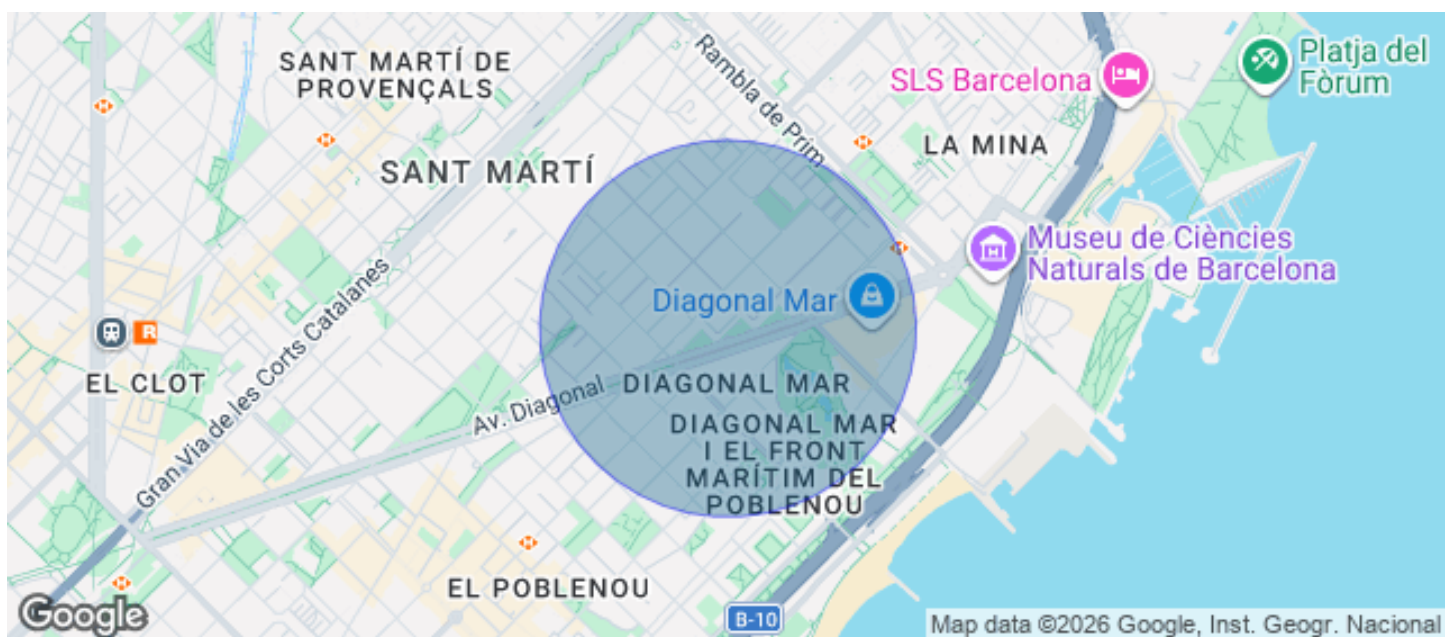 SANT MARTÍ DE
PROVENÇALS
Rambla de Prim
SLS Barcelona
Platja del
Fòrum
LA MINA
SANT MARTÍ
Museu de Ciències
Naturals de Barcelona
Diagonal Mar
R
EL CLOT
Gran Via de les Corts Catalanes
Av. Diagonal
DIAGONAL MAR
DIAGONAL MAR
I EL FRONT
MARÍTIM DEL
POBLENOU
EL POBLENOU
B-10
Google
Map data ©2026 Google, Inst. Geogr. Nacional